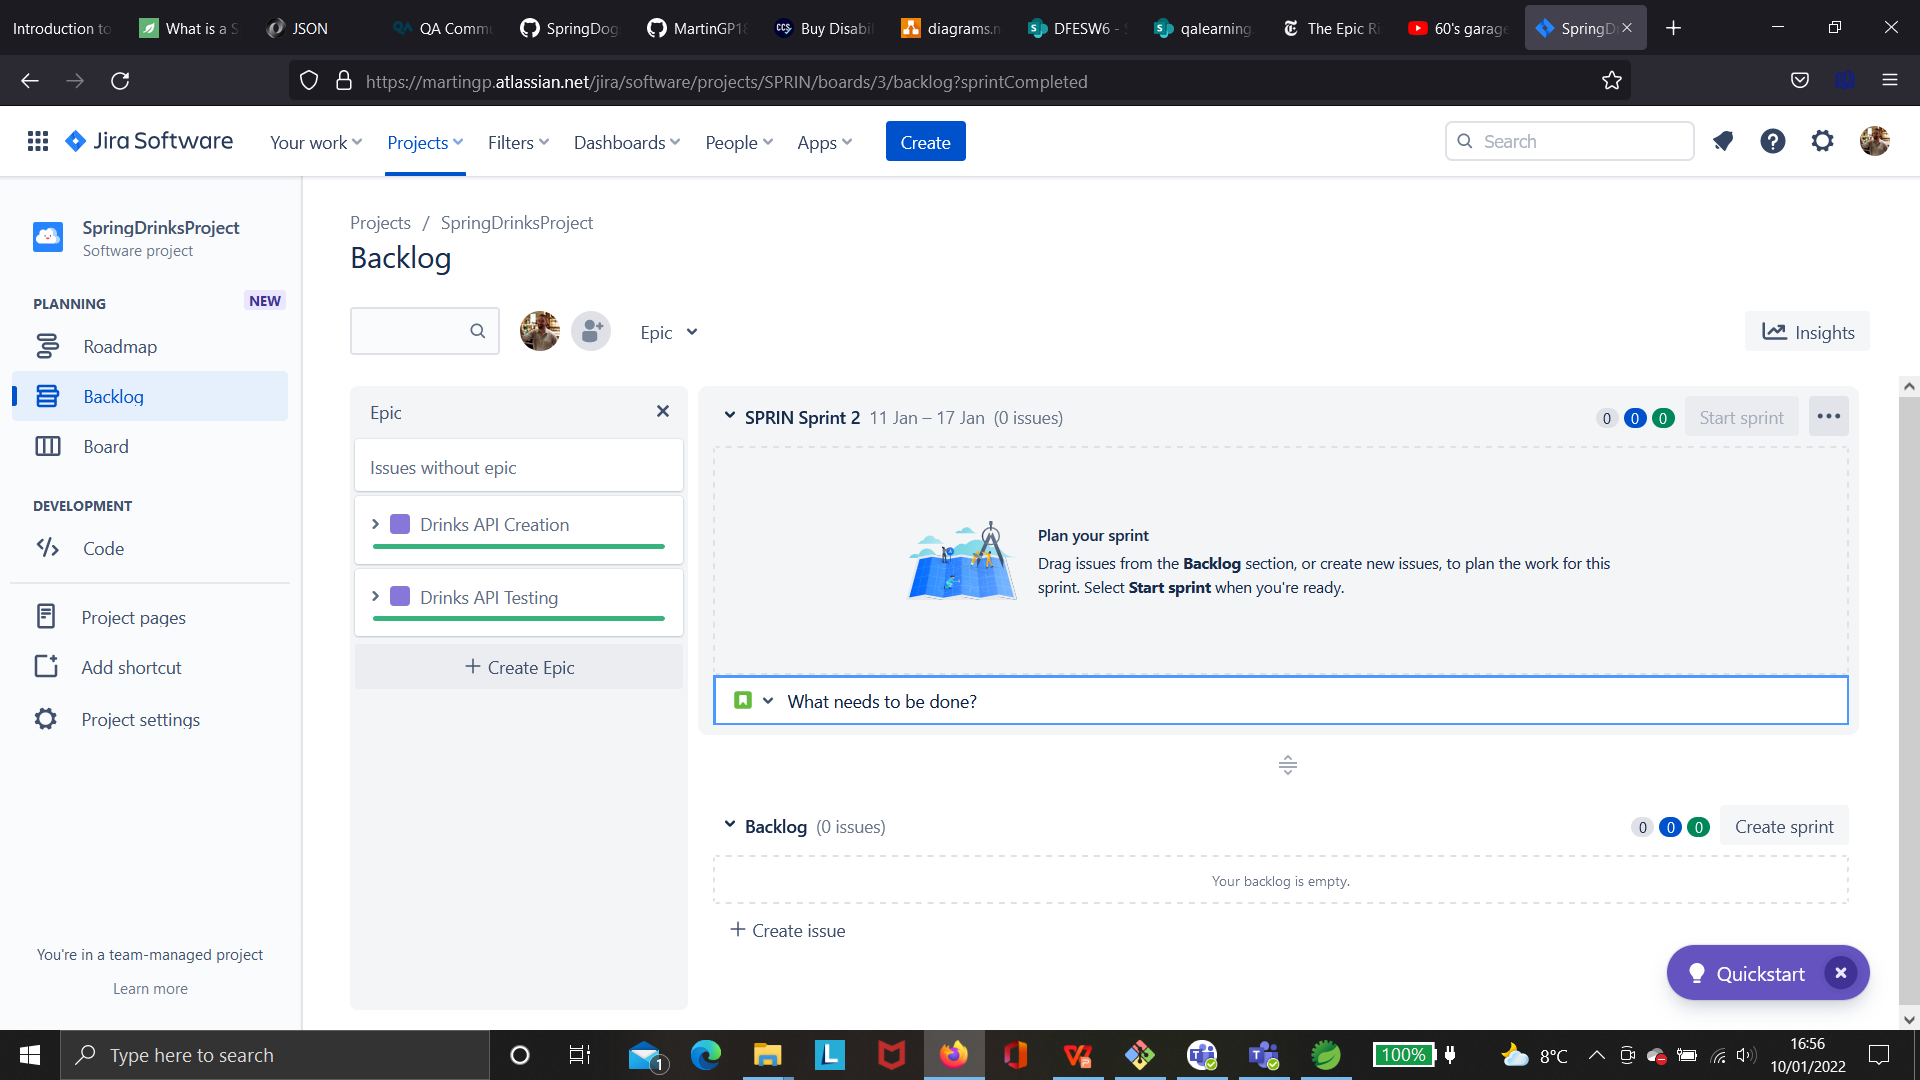 Introduction to
What is a S
JSON
QA Commu
SpringDog
MartinGP18
Buy Disabil
diagrams.n
DFESW6 - S
qalearning.
The Epic Ri
60's garage
SpringD
https://martingp.atlassian.net/jira/software/projects/SPRIN/boards/3/backlog?sprintCompleted
Jira Software
Your work
Projects
Filters
Dashboards
People
Apps
Create
Search
SpringDrinksProject
Software project
PLANNING
NEW
Roadmap
Backlog
Board
DEVELOPMENT
Code
Project pages
Add shortcut
Project settings
You're in a team-managed project
Learn more
Projects / SpringDrinksProject
Backlog
Epic
Insights
Epic
Issues without epic
Drinks API Creation
Drinks API Testing
+ Create Epic
SPRIN Sprint 2 11 Jan – 17 Jan (0 issues)
0 0 0
Start sprint
Plan your sprint
Drag issues from the Backlog section, or create new issues, to plan the work for this
sprint. Select Start sprint when you're ready.
What needs to be done?
Backlog (0 issues)
0 0 0
Create sprint
Your backlog is empty.
+ Create issue
Quickstart
Type here to search
1
100%
8°C
16:56
10/01/2022